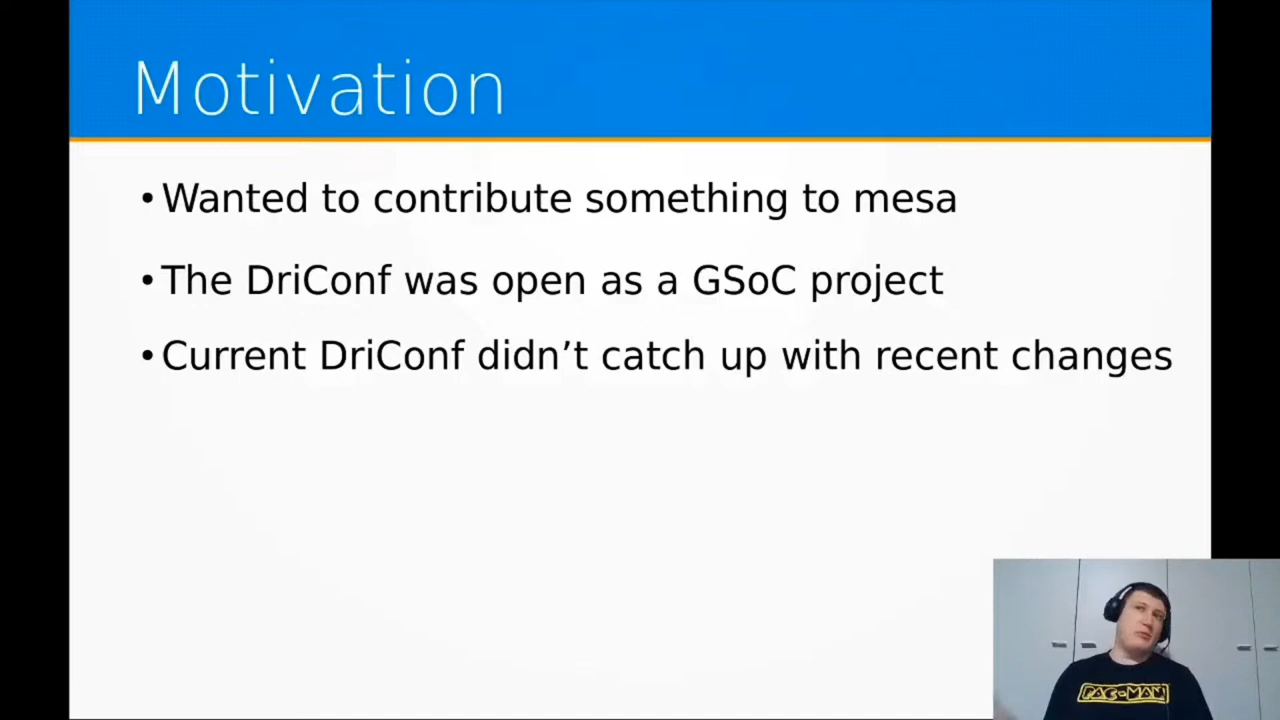 Motivation
• Wanted to contribute something to mesa
• The DriConf was open as a GSoC project
• Current DriConf didn’t catch up with recent changes
PAC-MAN